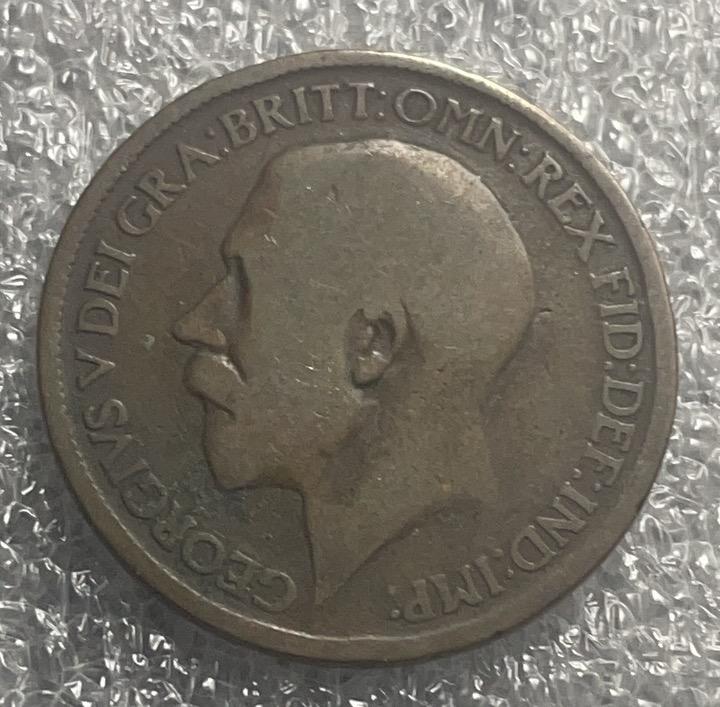 GEORGIVS V DEI GRA:BRITT:OMN:REX FID:DEF:IND:IMP: